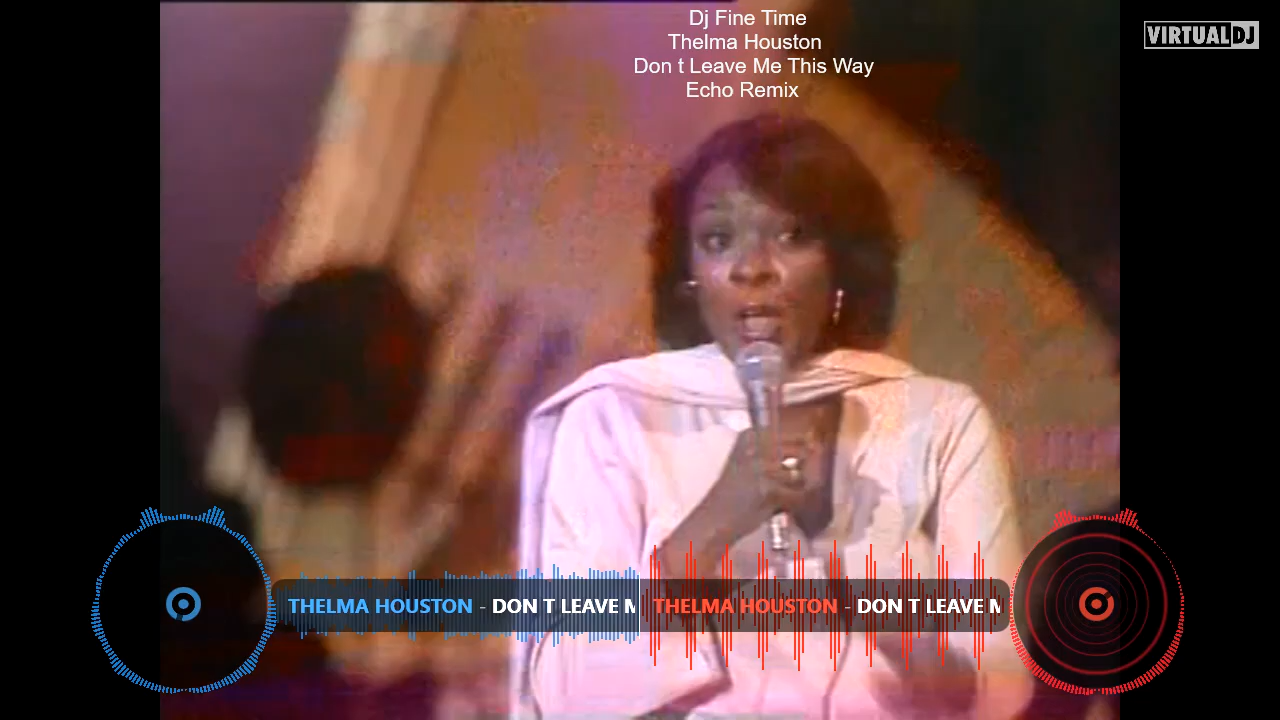 Dj Fine Time
Thelma Houston
Don t Leave Me This Way
Echo Remix
VIRTUALDJ
THELMA HOUSTON - DON T LEAVE M
THELMA HOUSTON - DON T LEAVE M